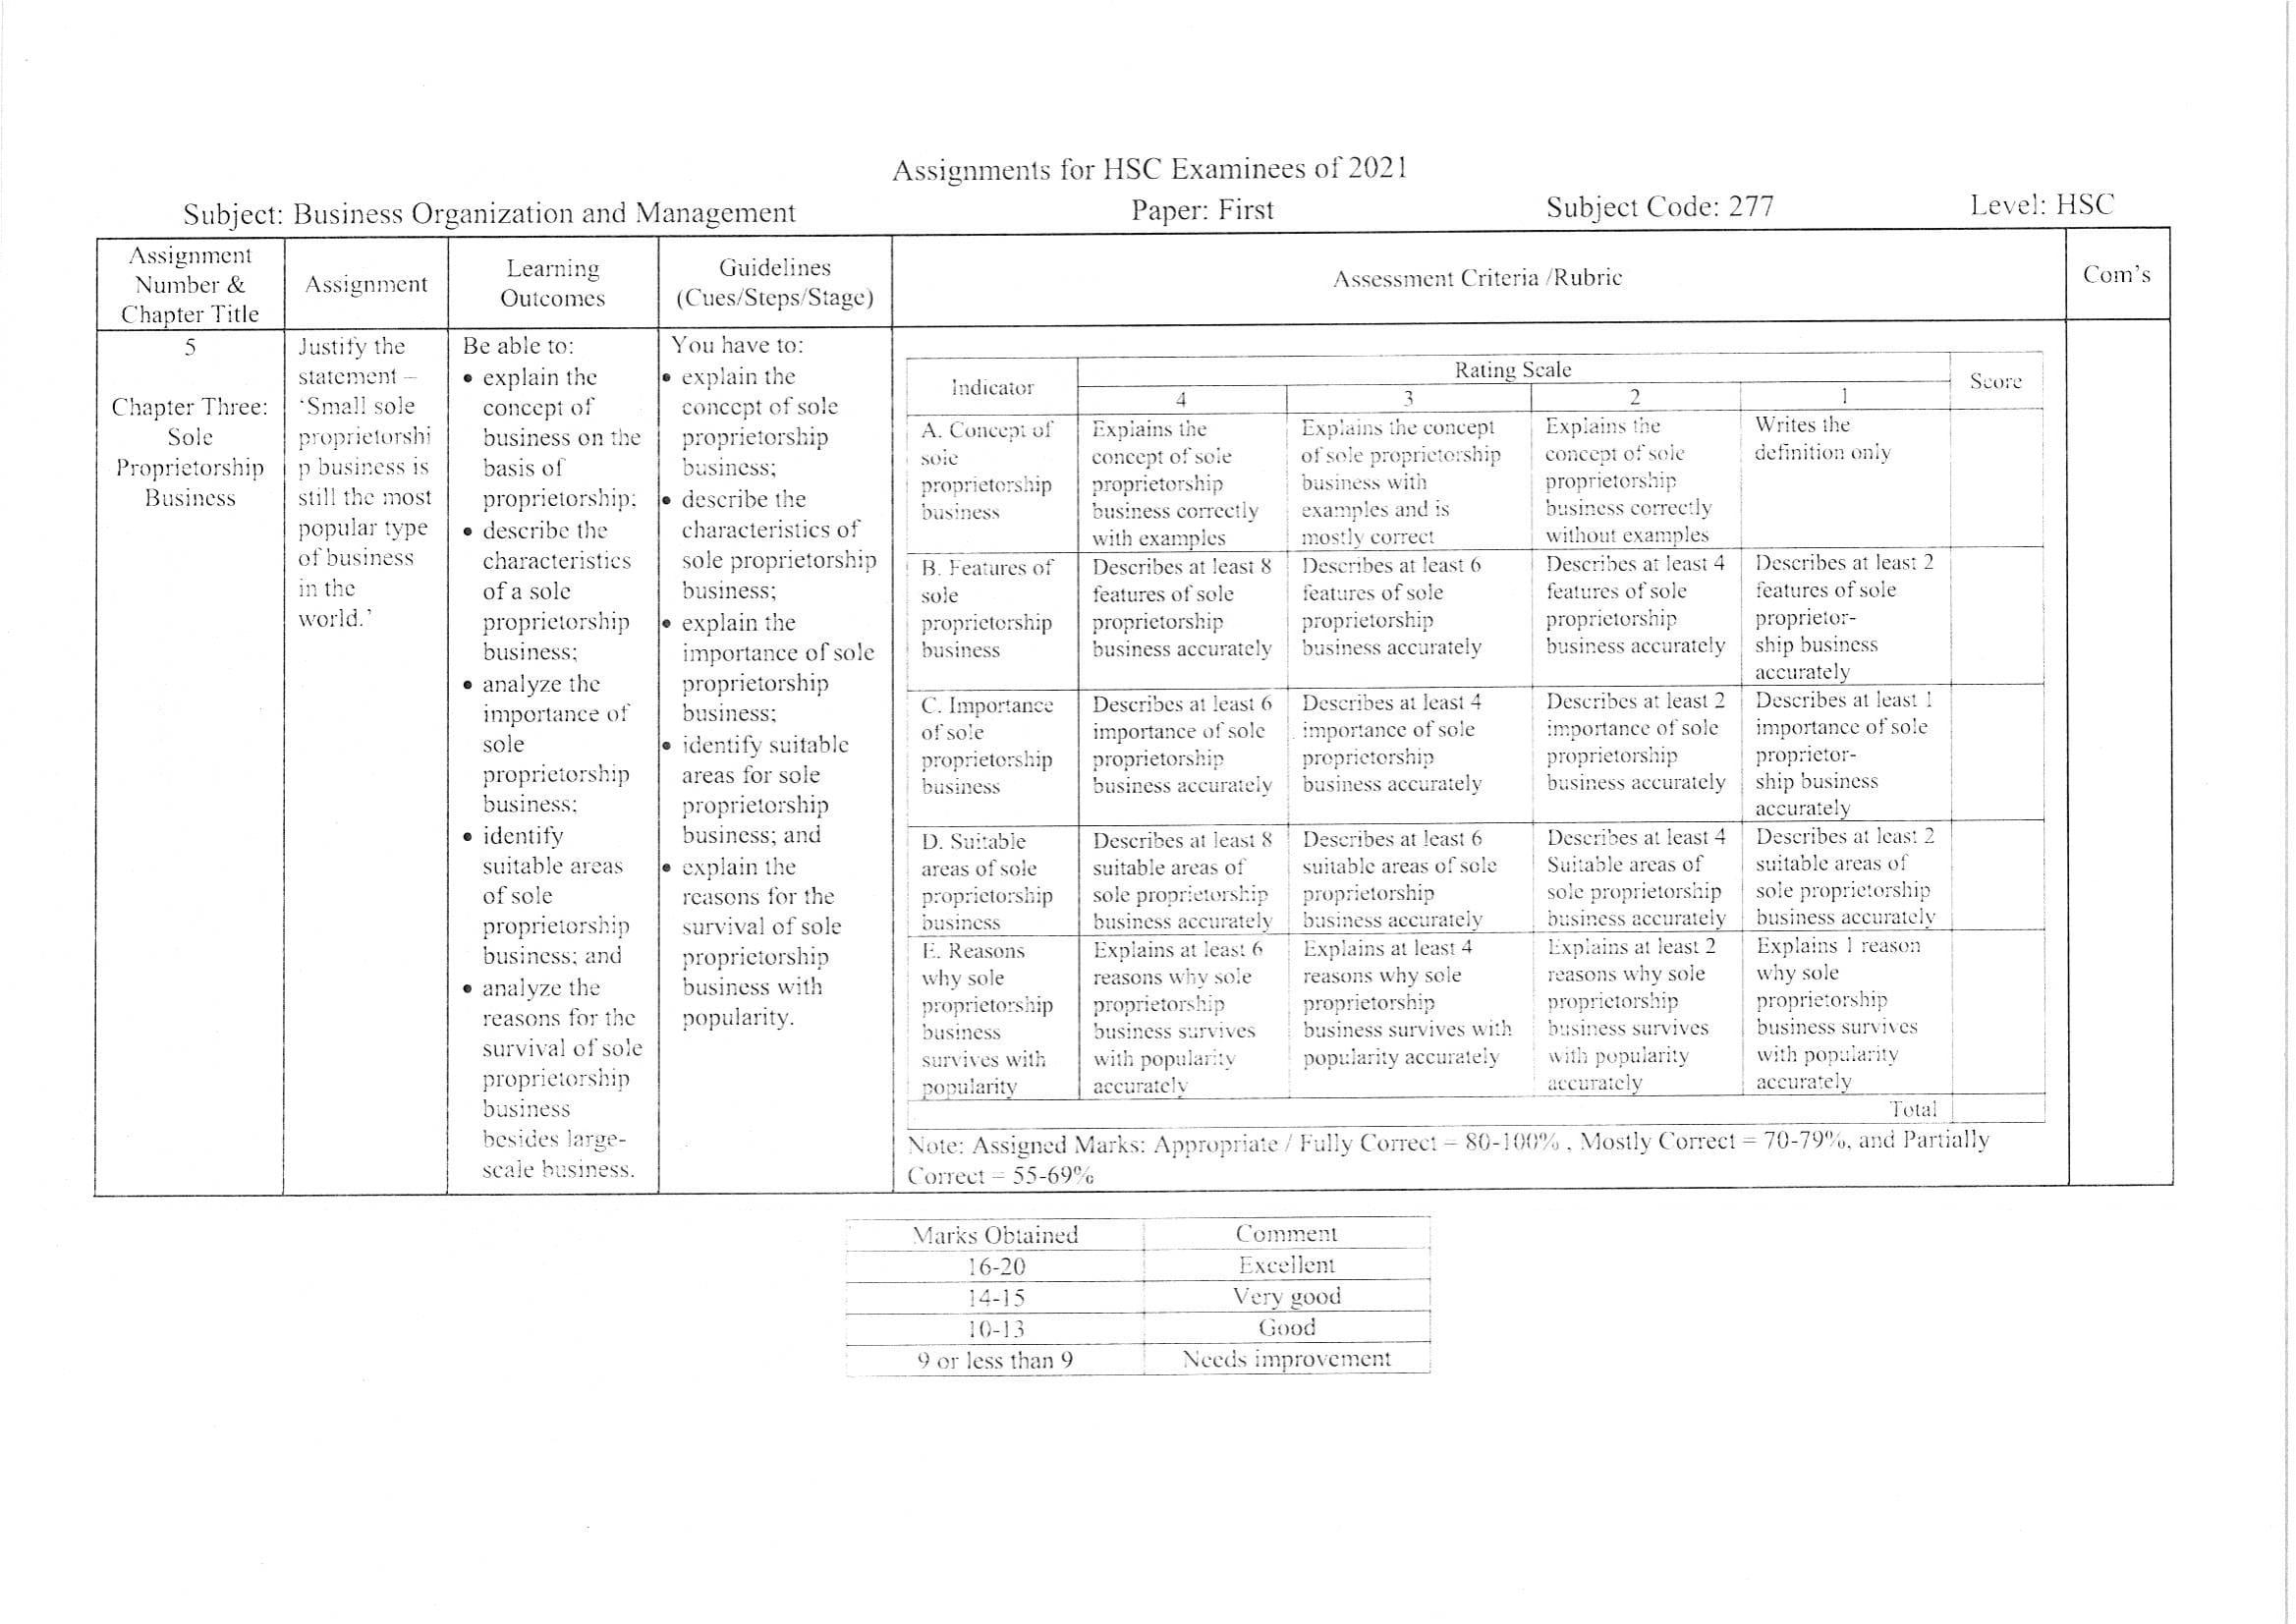 Assignments for HSC Examinees of 2021
Subject: Business Organization and Management
Paper: First
Subject Code: 277
Level: HSC
Assignment
Number &
Chapter Title
Assignment
Learning
Outcomes
Guidelines
(Cues/Steps/Stage)
Assessment Criteria /Rubric
Com's
5
Chapter Three:
Sole
Proprietorship
Business
Justify the
statement –
'Small sole
proprietorshi
p business is
still the most
popular type
of business
in the
world.'
Be able to:
• explain the
concept of
business on the
basis of
proprietorship;
• describe the
characteristics
of a sole
proprietorship
business;
• analyze the
importance of
sole
proprietorship
business;
• identify
suitable areas
of sole
proprietorship
business; and
• analyze the
reasons for the
survival of sole
proprietorship
business
besides large-
scale business.
You have to:
• explain the
concept of sole
proprietorship
business;
• describe the
characteristics of
sole proprietorship
business;
• explain the
importance of sole
proprietorship
business;
• identify suitable
areas for sole
proprietorship
business; and
• explain the
reasons for the
survival of sole
proprietorship
business with
popularity.
Indicator
Rating Scale
Score
4
3
2
1
A. Concept of
sole
proprietorship
business
Explains the
concept of sole
proprietorship
business correctly
with examples
Explains the concept
of sole proprietorship
business with
examples and is
mostly correct
Explains the
concept of sole
proprietorship
business correctly
without examples
Writes the
definition only
B. Features of
sole
proprietorship
business
Describes at least 8
features of sole
proprietorship
business accurately
Describes at least 6
features of sole
proprietorship
business accurately
Describes at least 4
features of sole
proprietorship
business accurately
Describes at least 2
features of sole
proprietor-
ship business
accurately
C. Importance
of sole
proprietorship
business
Describes at least 6
importance of sole
proprietorship
business accurately
Describes at least 4
importance of sole
proprietorship
business accurately
Describes at least 2
importance of sole
proprietorship
business accurately
Describes at least 1
importance of sole
proprietor-
ship business
accurately
D. Suitable
areas of sole
proprietorship
business
Describes at least 8
suitable areas of
sole proprietorship
business accurately
Describes at least 6
suitable areas of sole
proprietorship
business accurately
Describes at least 4
Suitable areas of
sole proprietorship
business accurately
Describes at least 2
suitable areas of
sole proprietorship
business accurately
E. Reasons
why sole
proprietorship
business
survives with
popularity
Explains at least 6
reasons why sole
proprietorship
business survives
with popularity
accurately
Explains at least 4
reasons why sole
proprietorship
business survives with
popularity accurately
Explains at least 2
reasons why sole
proprietorship
business survives
with popularity
accurately
Explains 1 reason
why sole
proprietorship
business survives
with popularity
accurately
Total
Note: Assigned Marks: Appropriate / Fully Correct = 80-100% , Mostly Correct = 70-79%, and Partially
Correct = 55-69%
Marks Obtained
Comment
16-20
Excellent
14-15
Very good
10-13
Good
9 or less than 9
Needs improvement